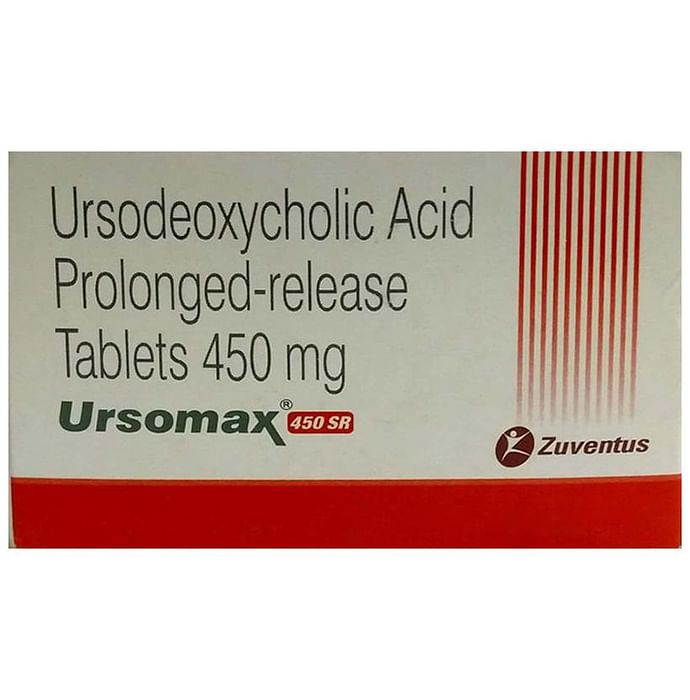 Ursodeoxycholic Acid
Prolonged-release
Tablets 450 mg
Ursomax® 450 SR
Zuventus